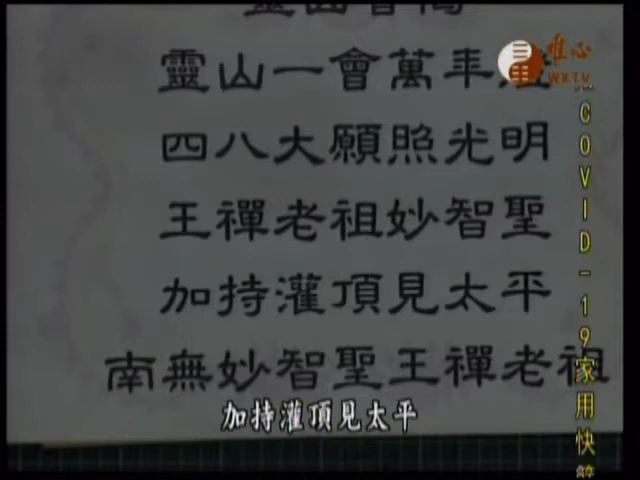 靈山一會萬年
四八大願照光明
王禪老祖妙智聖
加持灌頂見太平
南無妙智聖王禪老祖
加持灌頂見太平
唯心
WXTV
COVID-19家用快